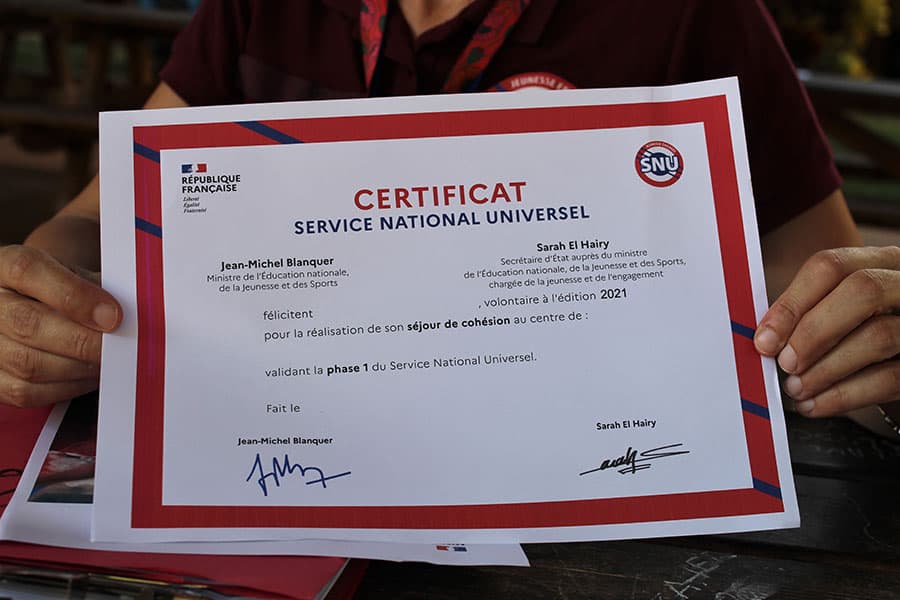 JEUNESSE
RÉPUBLIQUE
FRANÇAISE
Liberté
Égalité
Fraternité
SNU
CERTIFICAT
SERVICE NATIONAL UNIVERSEL
Jean-Michel Blanquer
Ministre de l'Éducation nationale,
de la Jeunesse et des Sports
Sarah El Hairy
Secrétaire d'État auprès du ministre
de l'Éducation nationale, de la Jeunesse et des Sports,
chargée de la jeunesse et de l'engagement
félicitent , volontaire à l'édition 2021
pour la réalisation de son séjour de cohésion au centre de :
validant la phase 1 du Service National Universel.
Fait le
Jean-Michel Blanquer
Sarah El Hairy